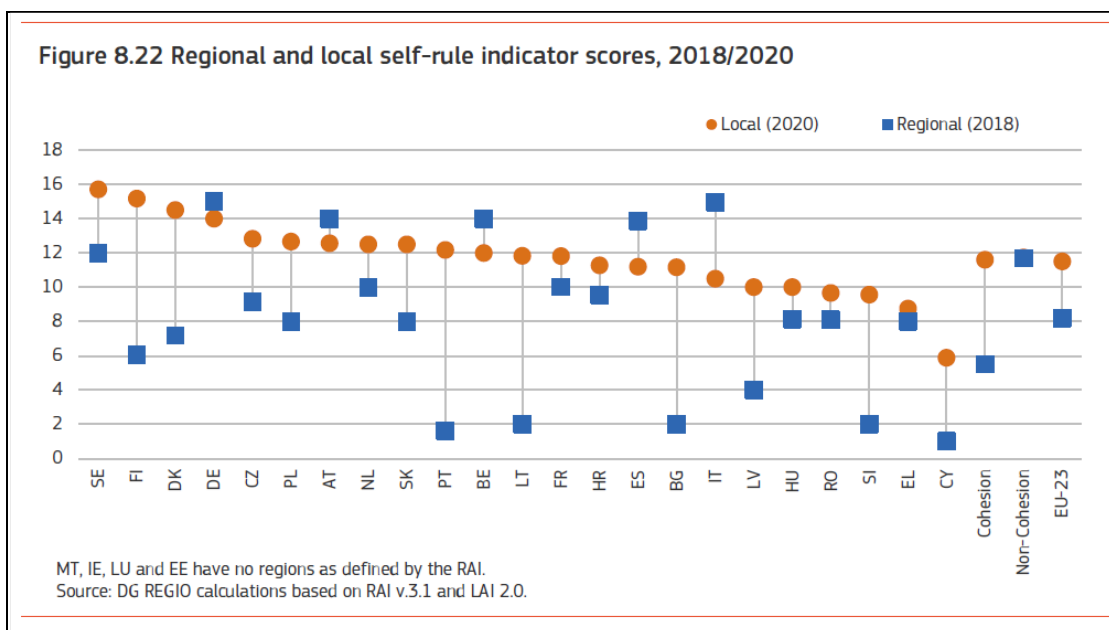 Figure 8.22 Regional and local self-rule indicator scores, 2018/2020
Local (2020) Regional (2018)
18
16
14
12
10
8
6
4
2
0
SE FI DK DE CZ PL AT NL SK PT BE LT FR HR ES BG IT LV HU RO SI EL CY Cohesion Non-Cohesion EU-23
MT, IE, LU and EE have no regions as defined by the RAI.
Source: DG REGIO calculations based on RAI v.3.1 and LAI 2.0.